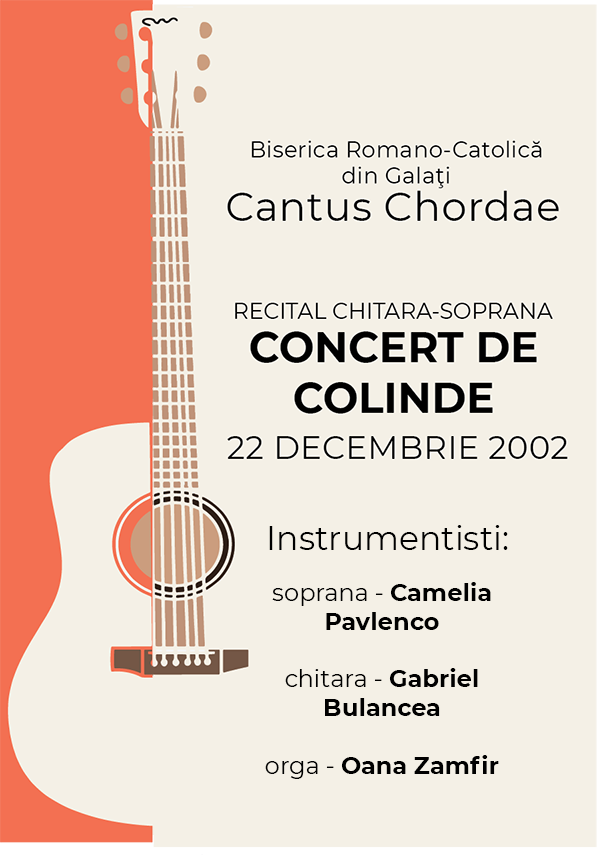 Biserica Romano-Catolică
din Galaţi
Cantus Chordae
RECITAL CHITARA-SOPRANA
CONCERT DE
COLINDE
22 DECEMBRIE 2002
Instrumentisti:
soprana - Camelia
Pavlenco
chitara - Gabriel
Bulancea
orga - Oana Zamfir